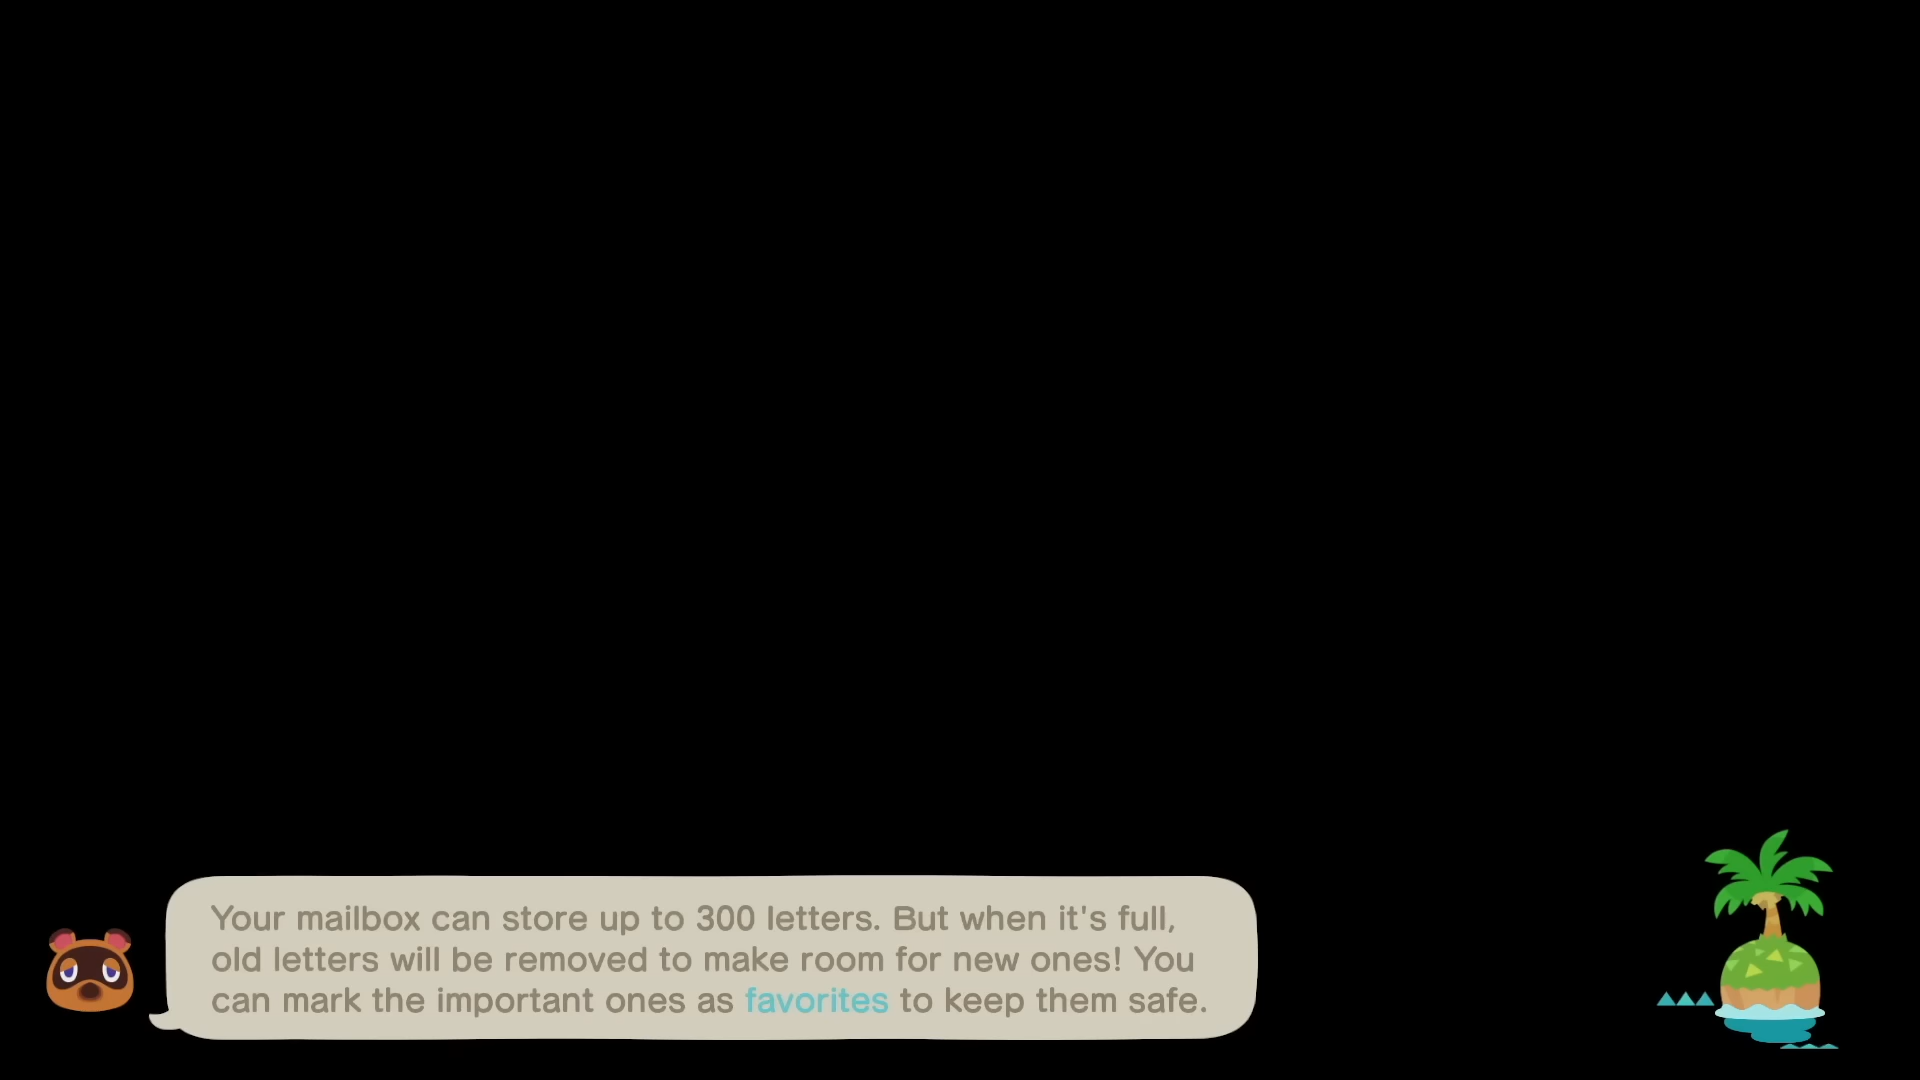 Your mailbox can store up to 300 letters. But when it's full,
old letters will be removed to make room for new ones! You
can mark the important ones as favorites to keep them safe.